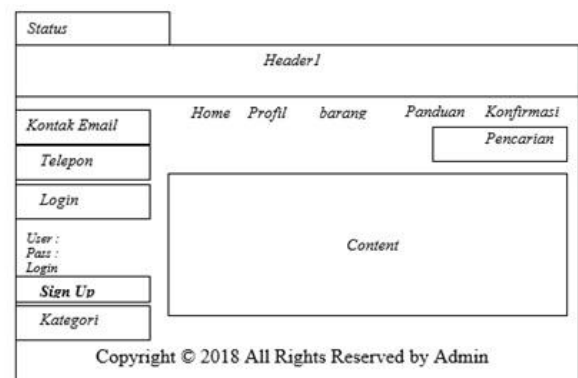 Status
Header1
Home Profil barang Panduan Konfirmasi
Kontak Email
Pencarian
Telepon
Login
User :
Pass :
Login
Content
Sign Up
Kategori
Copyright © 2018 All Rights Reserved by Admin